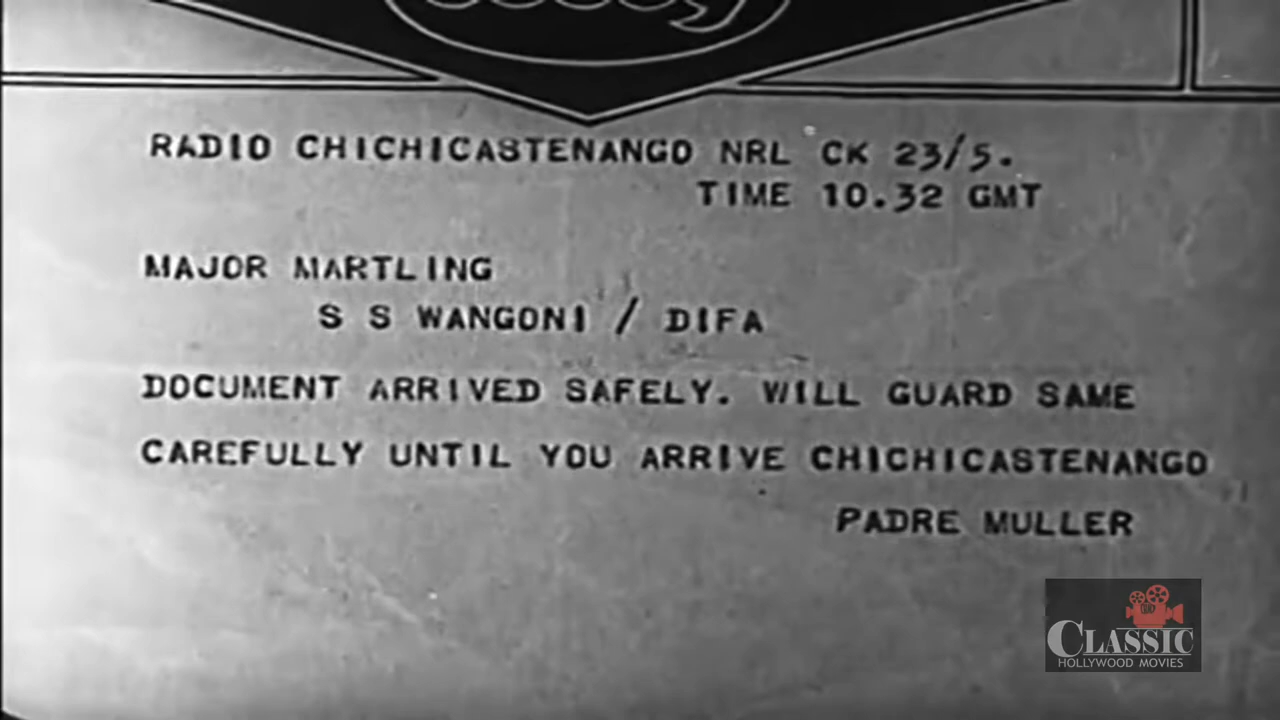 RADIO CHICHICASTENANGO NRL CK 23/5.
TIME 10.32 GMT
MAJOR MARTLING
S S WANGONI / DIFA
DOCUMENT ARRIVED SAFELY. WILL GUARD SAME
CAREFULLY UNTIL YOU ARRIVE CHICHICASTENANGO
PADRE MULLER
CLASSIC
HOLLYWOOD MOVIES